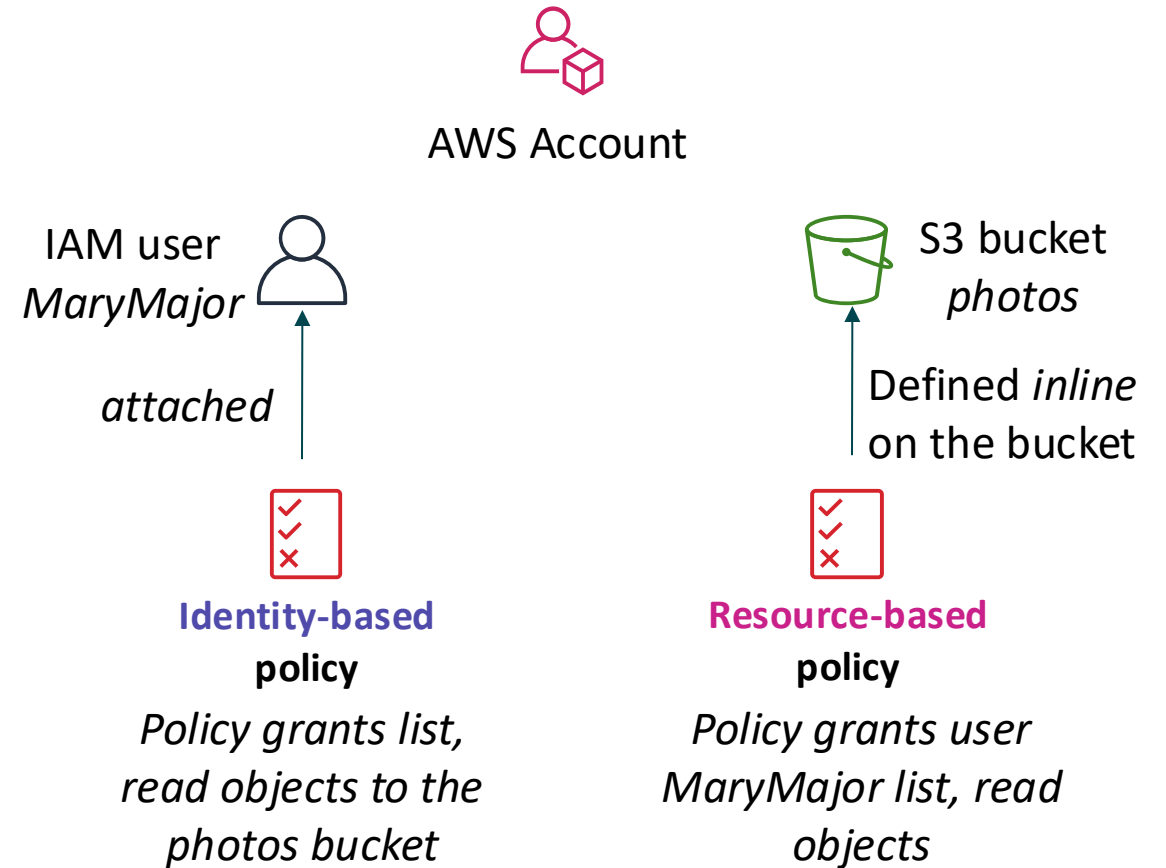 AWS Account
IAM user
MaryMajor
attached
Identity-based
policy
Policy grants list,
read objects to the
photos bucket
S3 bucket
photos
Defined inline
on the bucket
Resource-based
policy
Policy grants user
MaryMajor list, read
objects